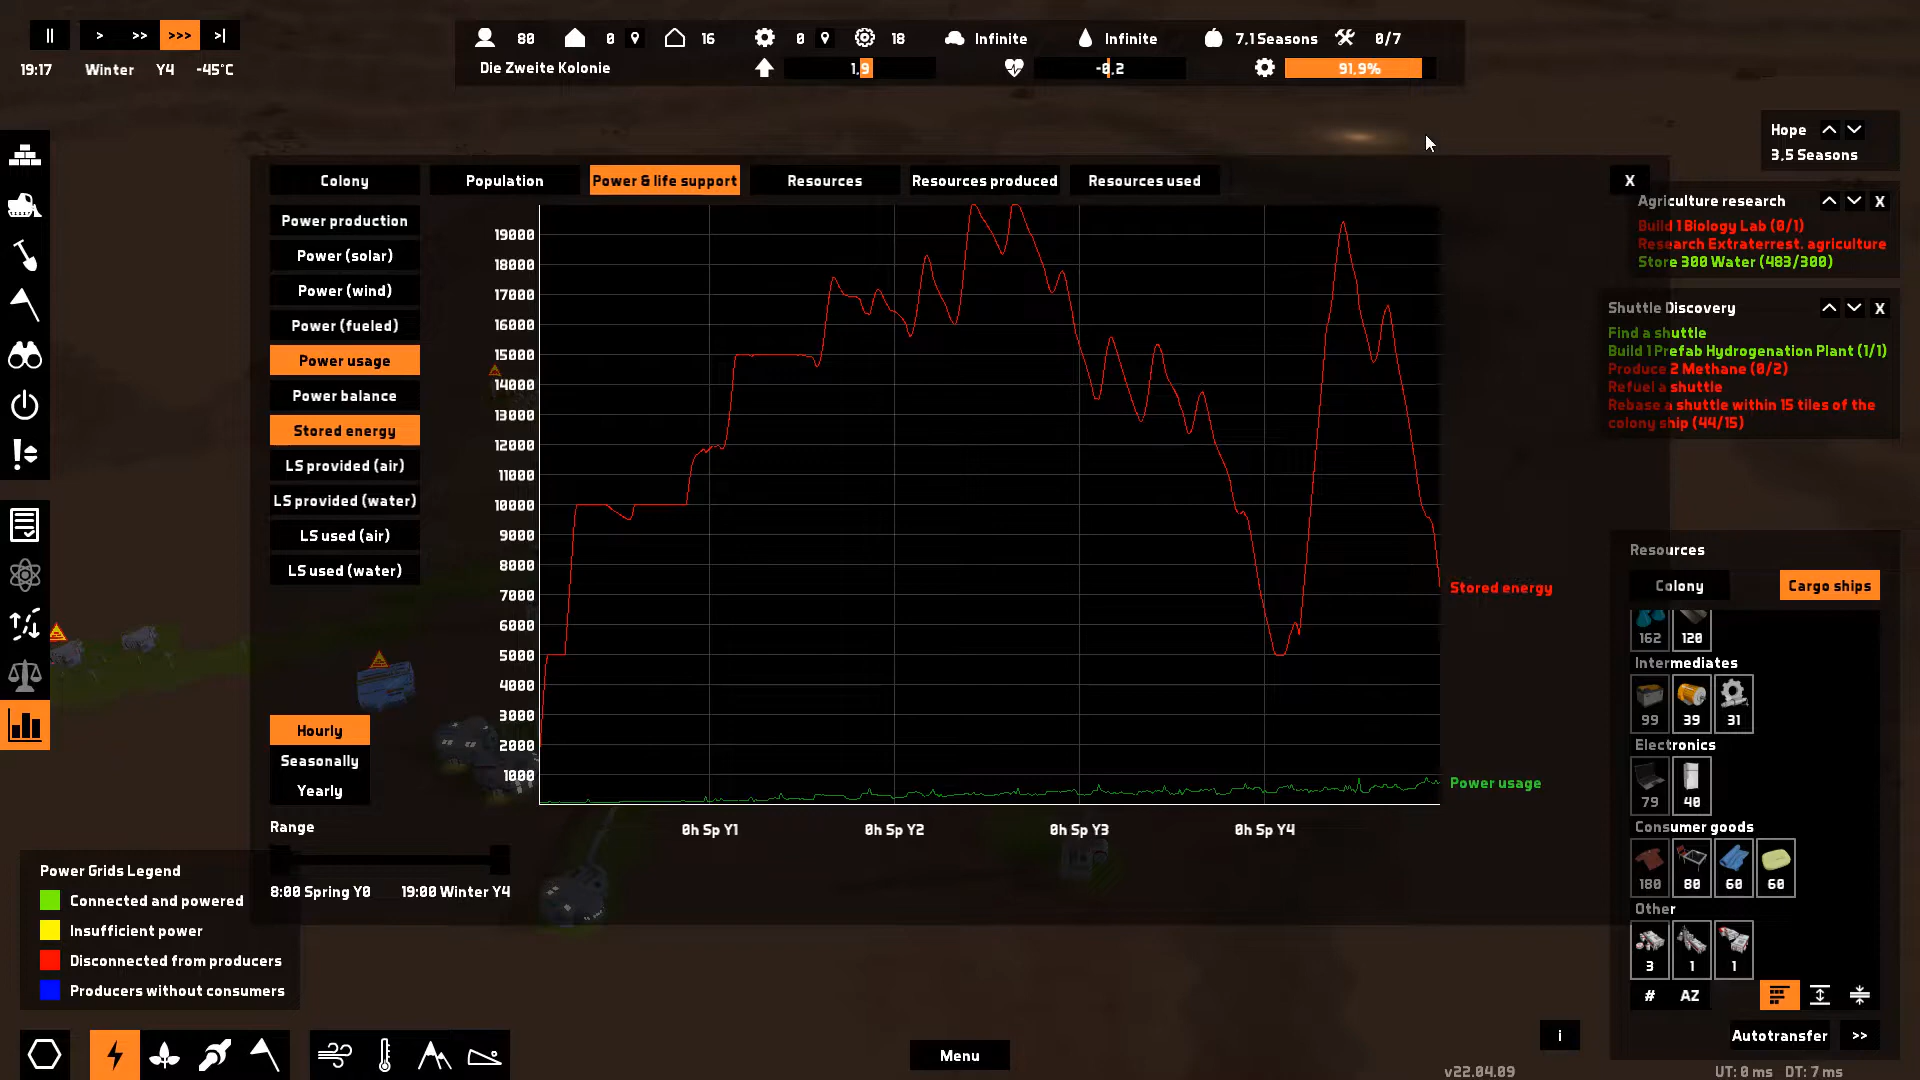 ||
>
>>
>>>
>|
19:17 Winter Y4 -45°C
80 0 16 0 18 Infinite Infinite 7,1 Seasons 0/7
Die Zweite Kolonie 1,9 -0,2 91,9%
Hope
3,5 Seasons
Colony Population Power & life support Resources Resources produced Resources used X
Power production
Power (solar)
Power (wind)
Power (fueled)
Power usage
Power balance
Stored energy
LS provided (air)
LS provided (water)
LS used (air)
LS used (water)
Hourly
Seasonally
Yearly
Range
8:00 Spring Y0 19:00 Winter Y4
19000
18000
17000
16000
15000
14000
13000
12000
11000
10000
9000
8000
7000
6000
5000
4000
3000
2000
1000
0h Sp Y1 0h Sp Y2 0h Sp Y3 0h Sp Y4
Stored energy
Power usage
Agriculture research X
Build 1 Biology Lab (0/1)
Research Extraterrest. agriculture
Store 300 Water (483/300)
Shuttle Discovery X
Find a shuttle
Build 1 Prefab Hydrogenation Plant (1/1)
Produce 2 Methane (0/2)
Refuel a shuttle
Rebase a shuttle within 15 tiles of the
colony ship (44/15)
Resources
Colony Cargo ships
162 120
Intermediates
99 39 31
Electronics
79 40
Consumer goods
180 80 60 60
Other
3 1 1
# AZ
Autotransfer >>
Power Grids Legend
Connected and powered
Insufficient power
Disconnected from producers
Producers without consumers
Menu
i
v22.04.09
UT: 0 ms DT: 7 ms